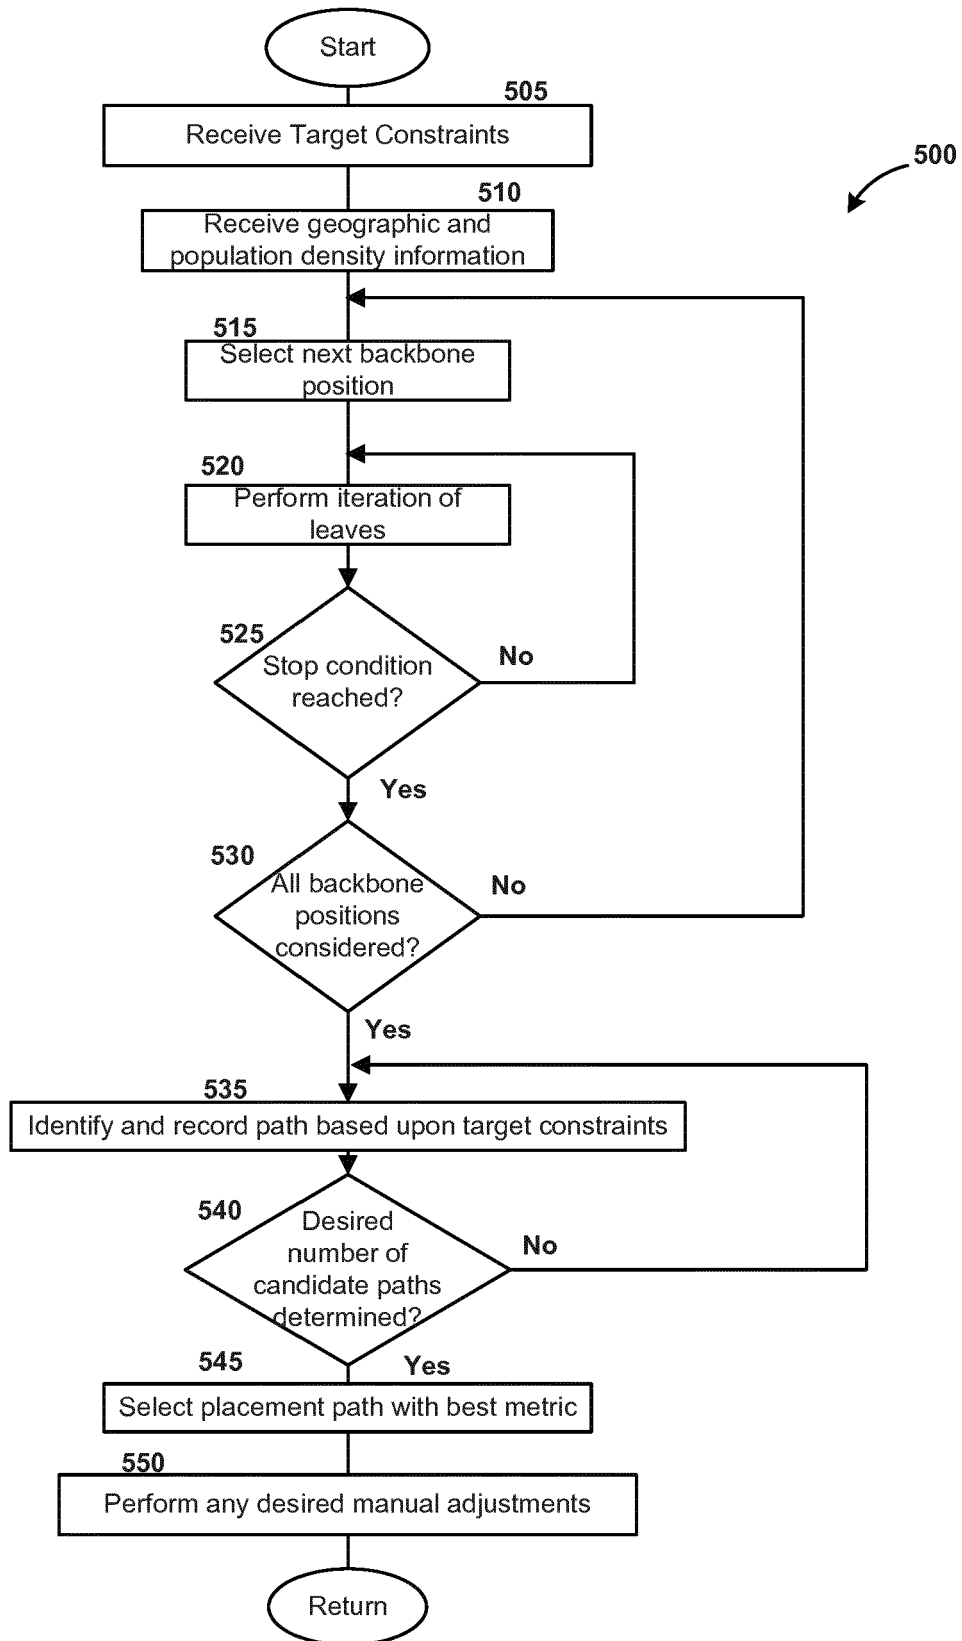 Start
505
Receive Target Constraints
500
510
Receive geographic and
population density information
515
Select next backbone
position
520
Perform iteration of
leaves
525
Stop condition
reached?
No
Yes
530
All backbone
positions
considered?
No
Yes
535
Identify and record path based upon target constraints
540
Desired
number of
candidate paths
determined?
No
545
Yes
Select placement path with best metric
550
Perform any desired manual adjustments
Return